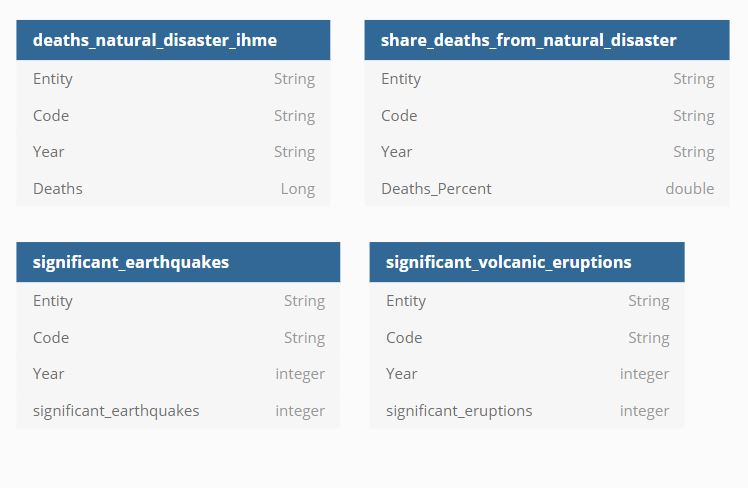 deaths_natural_disaster_ihme
Entity String
Code String
Year String
Deaths Long
share_deaths_from_natural_disaster
Entity String
Code String
Year String
Deaths_Percent double
significant_earthquakes
Entity String
Code String
Year integer
significant_earthquakes integer
significant_volcanic_eruptions
Entity String
Code String
Year integer
significant_eruptions integer